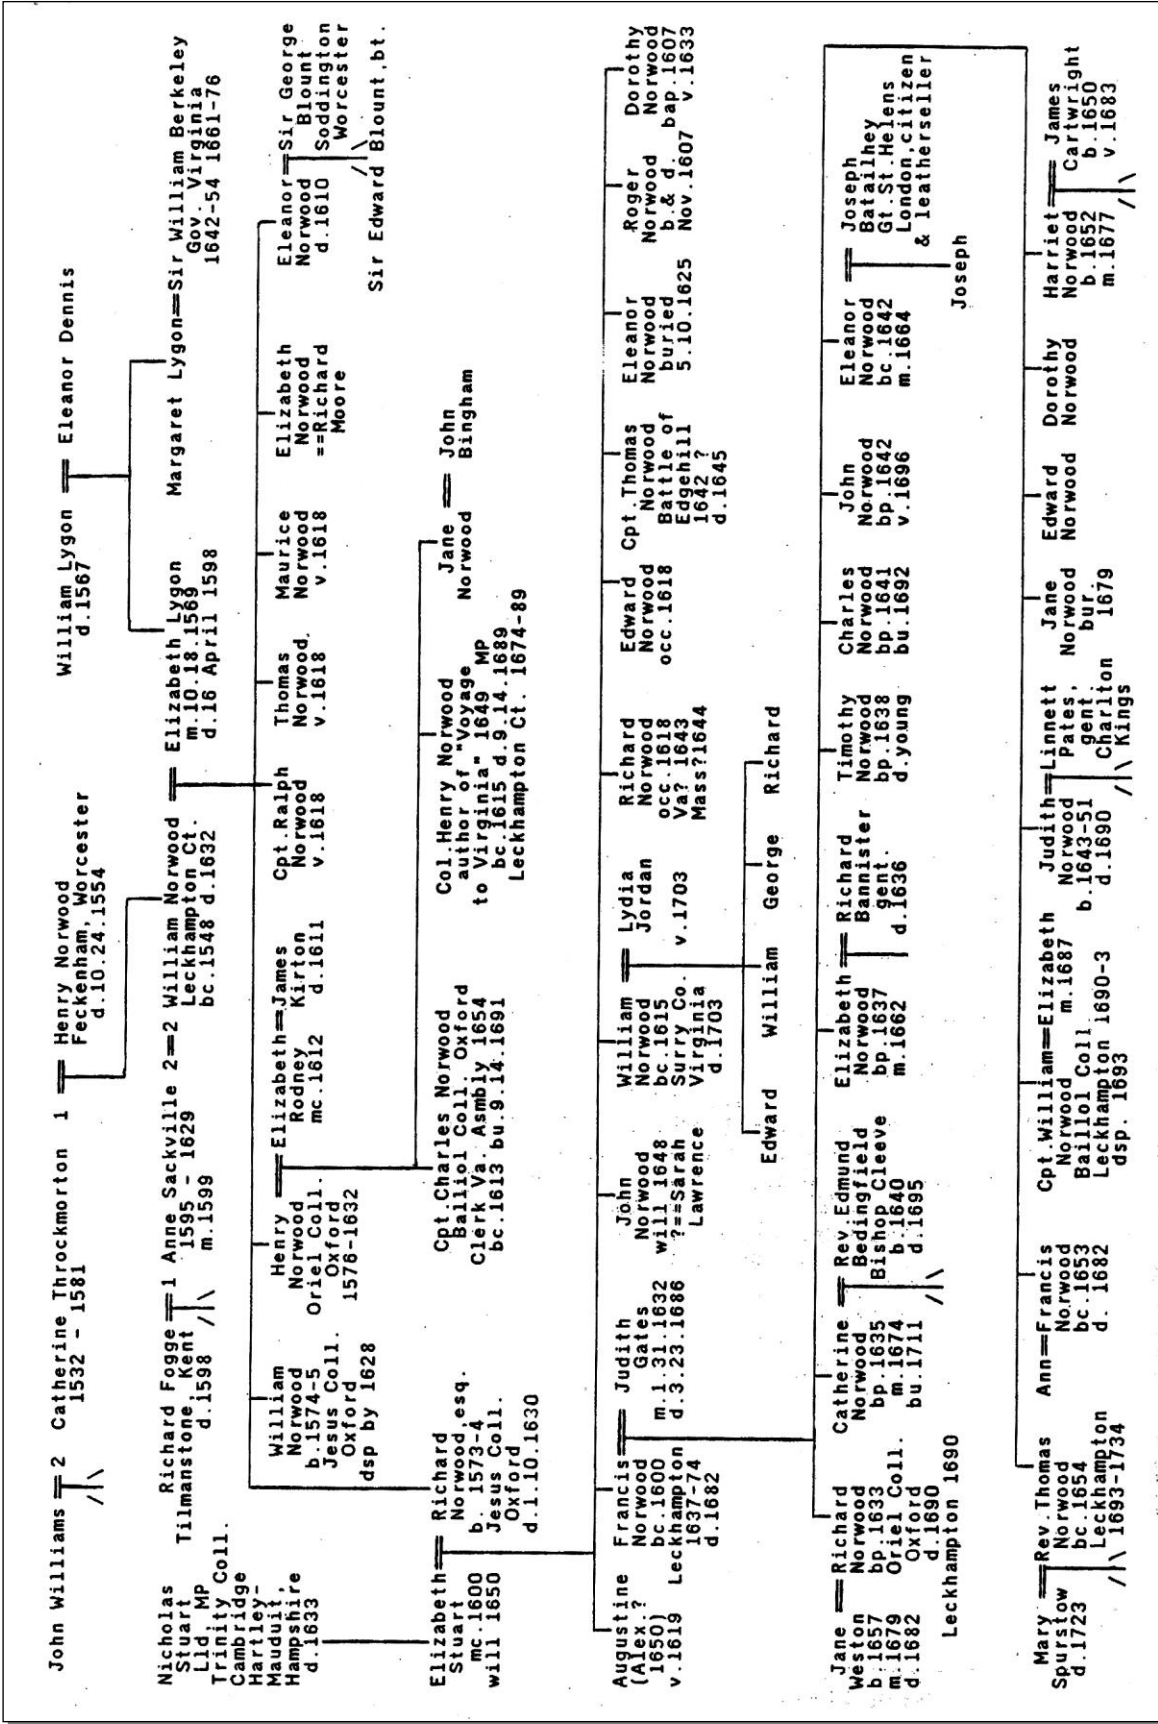 John Williams == 2 Catherine Throckmorton 1 == Henry Norwood
1532 - 1581
Feckenham, Worcester
d.10.24.1554
William Lygon == Eleanor Dennis
d.1567
Nicholas
Stuart
Lld, MP
Trinity Coll.
Cambridge
Hartley-
Mauduit,
Hampshire
d.1633
Richard Fogge == 1 Anne Sackville 2==2 William Norwood == Elizabeth Lygon
Tilmanstone, Kent
d.1598
1595 - 1629
m.1599
Leckhampton Ct.
bc.1548 d.1632
m.10.18.1569
d.16 April 1598
Margaret Lygon==Sir William Berkeley
Gov. Virginia
1642-54 1661-76
William
Norwood
b.1574-5
Jesus Coll.
Oxford
dsp by 1628
Henry ==Elizabeth==James
Norwood
Oriel Coll.
Oxford
1576-1632
Rodney
mc.1612
Kirton
d.1611
Cpt.Ralph
Norwood
v.1618
Thomas
Norwood.
v.1618
Maurice
Norwood
v.1618
Elizabeth
Norwood
==Richard
Moore
Eleanor==Sir George
Norwood
d.1610
Blount
Soddington
Worcester
Sir Edward Blount,bt.
Elizabeth== Richard
Stuart
mc.1600
will 1650
Norwood,esq.
b. 1573-4
Jesus Coll.
Oxford
d.1.10.1630
Cpt.Charles Norwood
Balliol Coll. Oxford
Clerk Va. Asmbly 1654
bc.1613 bu.9.14.1691
Col.Henry Norwood
author of "Voyage
to Virginia" 1649 MP
bc.1615 d.9.14.1689
Leckhampton Ct. 1674-89
Jane == John
Norwood
Bingham
Augustine
(Alex.?
1650)
v.1619
Francis== Judith
Norwood
bc.1600
Leckhampton
1637-74
d.1682
Gates
m.1.31.1632
d.3.23.1686
John
Norwood
will 1648
?==Sarah
Lawrence
William == Lydia
Norwood
bc.1615
Surry Co.
Virginia
d.1703
Jordan
v.1703
Richard
Norwood
occ.1618
Va? 1643
Mass?1644
Edward
Norwood
occ.1618
Cpt.Thomas
Norwood
Battle of
Edgehill
1642 ?
d.1645
Eleanor
Norwood
buried
5.10.1625
Roger
Norwood
b.& d.
Nov.1607
Dorothy
Norwood
bap.1607
v.1633
Edward William George Richard
Jane ==Richard
Weston
b.1657
m.1679
d.1682
Norwood
bp.1633
Oriel Coll.
Oxford
d.1690
Leckhampton 1690
Catherine == Rev.Edmund
Norwood
bp.1635
m.1674
bu.1711
Bedingfield
Bishop Cleeve
b.1640
d.1695
Elizabeth== Richard
Norwood
bp.1637
m.1662
Bannister
gent.
d.1636
Timothy
Norwood
bp.1638
d.young
Charles
Norwood
bp.1641
bu.1692
John
Norwood
bp.1642
v.1696
Eleanor == Joseph
Norwood
bc.1642
m.1664
Batailhey
Gt.St.Helens
London,citizen
& leatherseller
Joseph
Mary ==Rev.Thomas
Spurstow
d.1723
Norwood
bc.1654
Leckhampton
1693-1734
Ann==Francis
Norwood
bc.1653
d. 1682
Cpt.William==Elizabeth
Norwood
m.1687
Baillol Coll
Leckhampton 1690-3
dsp. 1693
Judith==Linnett
Norwood
b.1643-51
d.1690
Pates,
gent.
Charlton
Kings
Jane
Norwood
bur.
1679
Edward
Norwood
Dorothy
Norwood
Harriet== James
Norwood
b.1652
m.1677
Cartwright
b.1650
v.1683